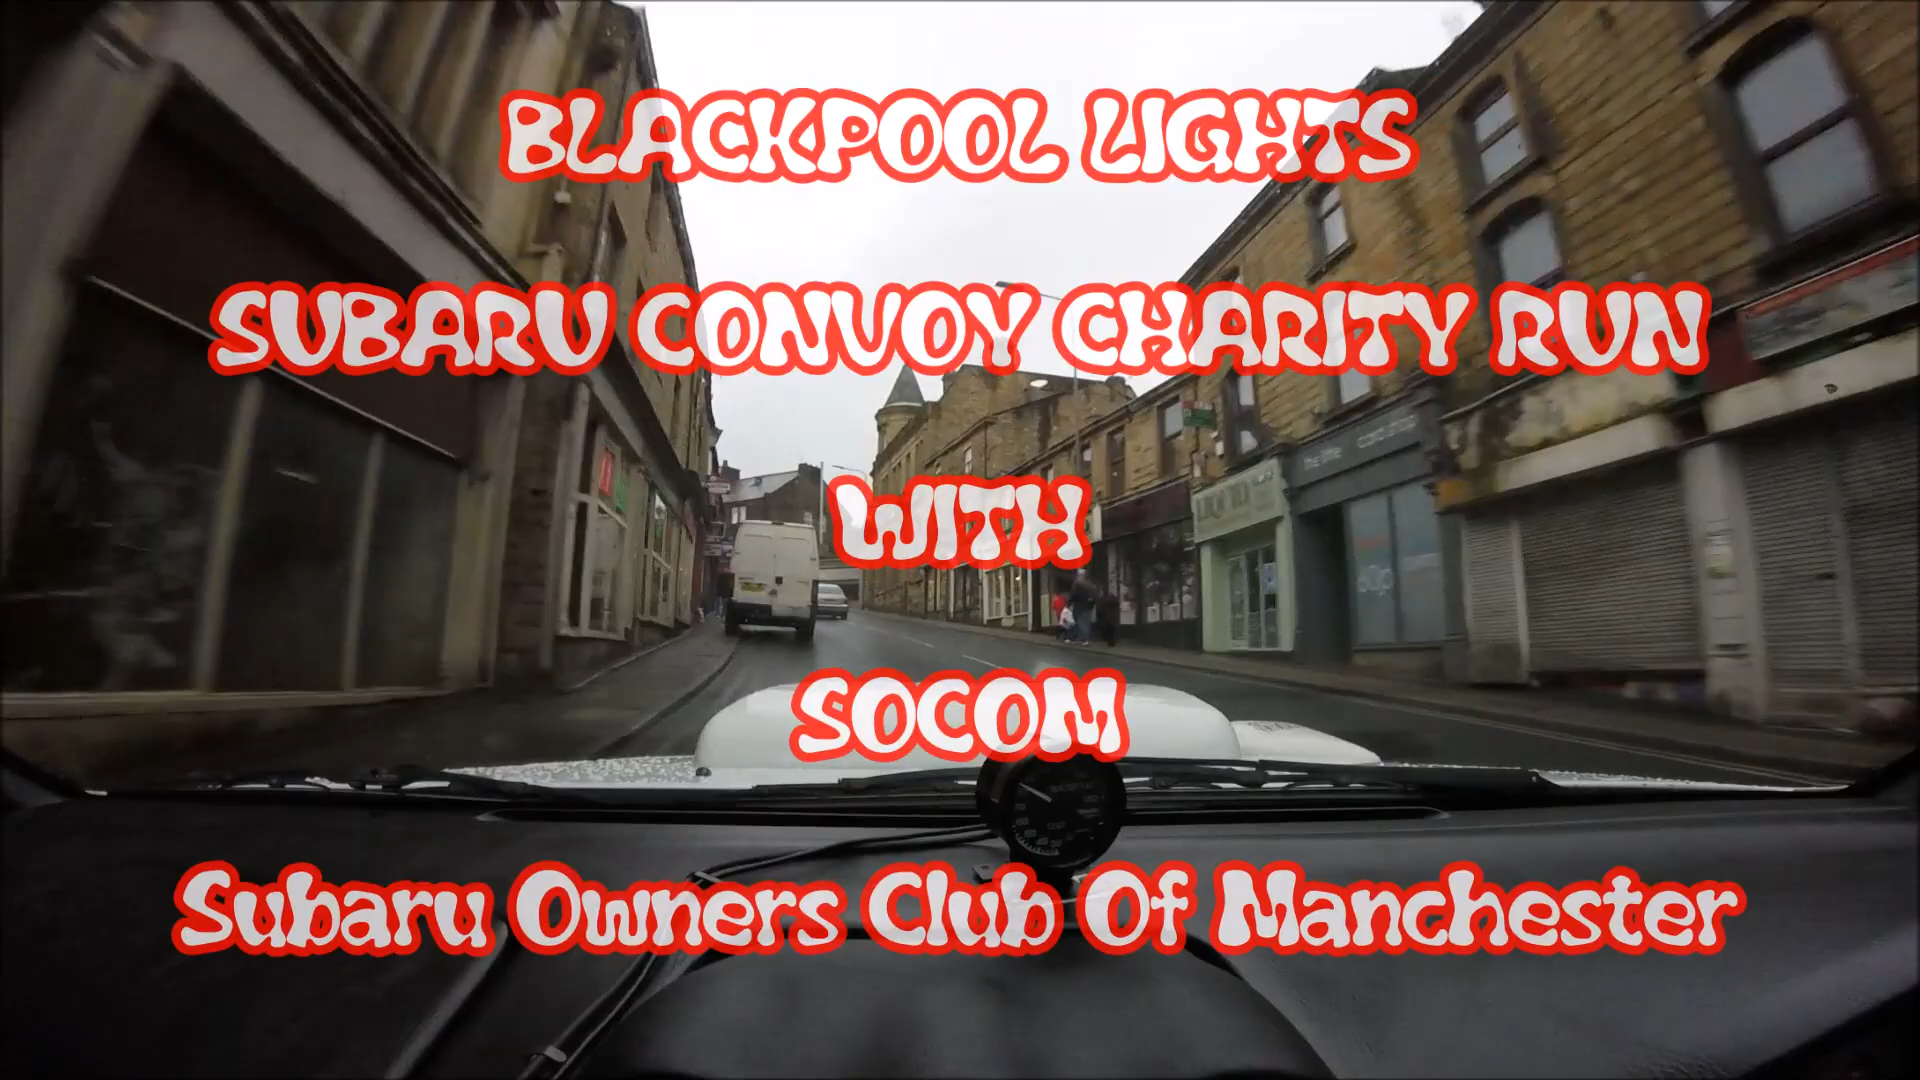 BLACKPOOL LIGHTS
SUBARU CONVOY CHARITY RUN
WITH
SOCOM
Subaru Owners Club Of Manchester